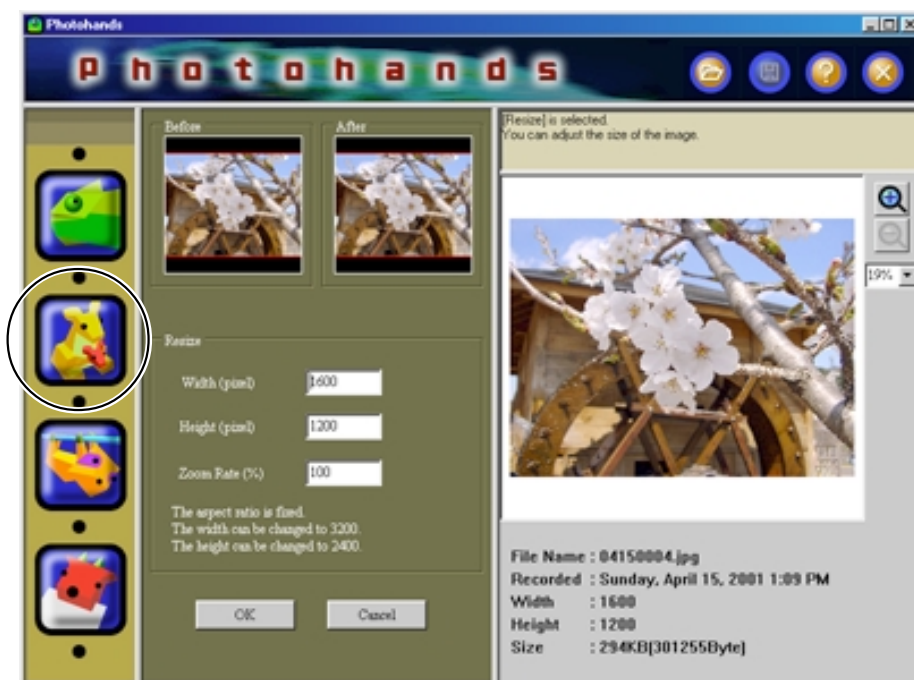 Photohands
Photohands
Before
After
[Resize] is selected.
You can adjust the size of the image.
19%
Resize
Width (pixel)
1600
Height (pixel)
1200
Zoom Rate (%)
100
The aspect ratio is fixed.
The width can be changed to 3200.
The height can be changed to 2400.
OK
Cancel
File Name : 04150004.jpg
Recorded : Sunday, April 15, 2001 1:09 PM
Width : 1600
Height : 1200
Size : 294KB[301255Byte]